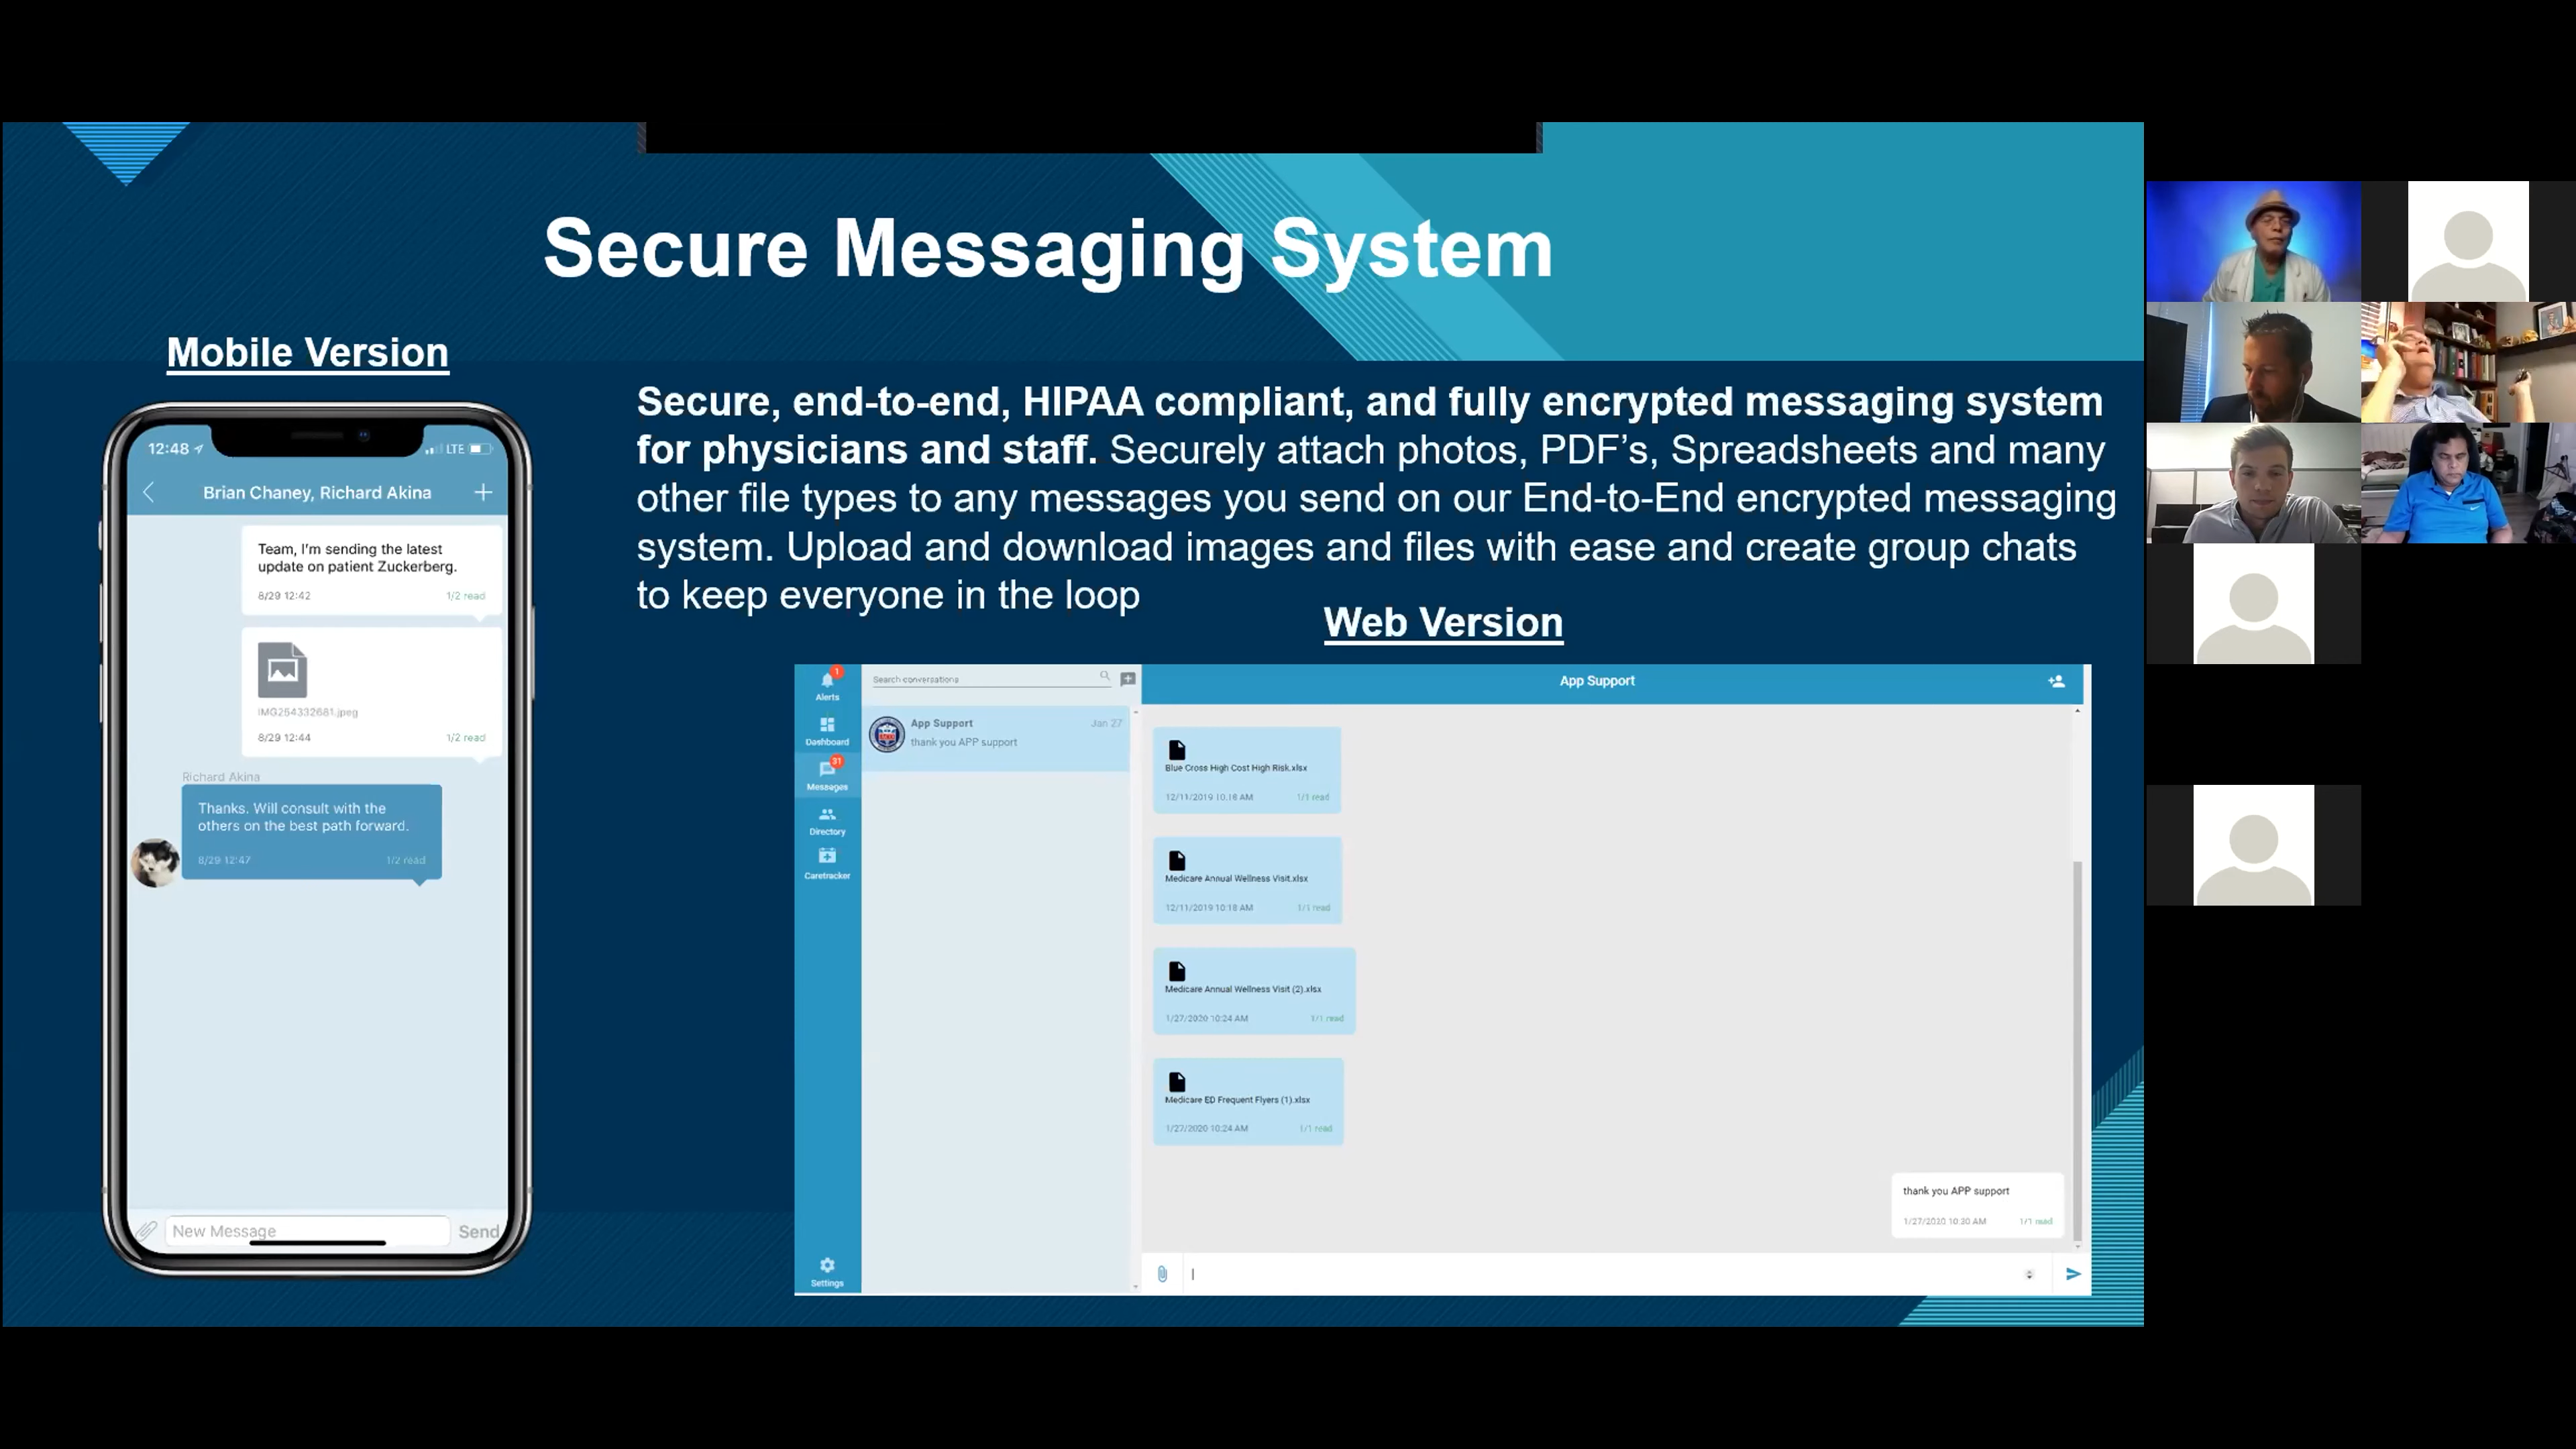 Secure Messaging System
Mobile Version
12:48
LTE
Brian Chaney, Richard Akina
Team, I'm sending the latest
update on patient Zuckerberg.
8/29 12:42 1/2 read
IMG254332681.jpeg
8/29 12:44 1/2 read
Richard Akina
Thanks. Will consult with the
others on the best path forward.
8/29 12:47 1/2 read
New Message
Send
Secure, end-to-end, HIPAA compliant, and fully encrypted messaging system
for physicians and staff. Securely attach photos, PDF's, Spreadsheets and many
other file types to any messages you send on our End-to-End encrypted messaging
system. Upload and download images and files with ease and create group chats
to keep everyone in the loop
Web Version
1
Alerts
Dashboard
31
Messages
Directory
Caretracker
Settings
Search conversations
App Support Jan 27
thank you APP support
App Support
Blue Cross High Cost High Risk.xlsx
12/11/2019 10:18 AM 1/1 read
Medicare Annual Wellness Visit.xlsx
12/11/2019 10:18 AM 1/1 read
Medicare Annual Wellness Visit (2).xlsx
1/27/2020 10:24 AM 1/1 read
Medicare ED Frequent Flyers (1).xlsx
1/27/2020 10:24 AM 1/1 read
thank you APP support
1/27/2020 10:30 AM 1/1 read